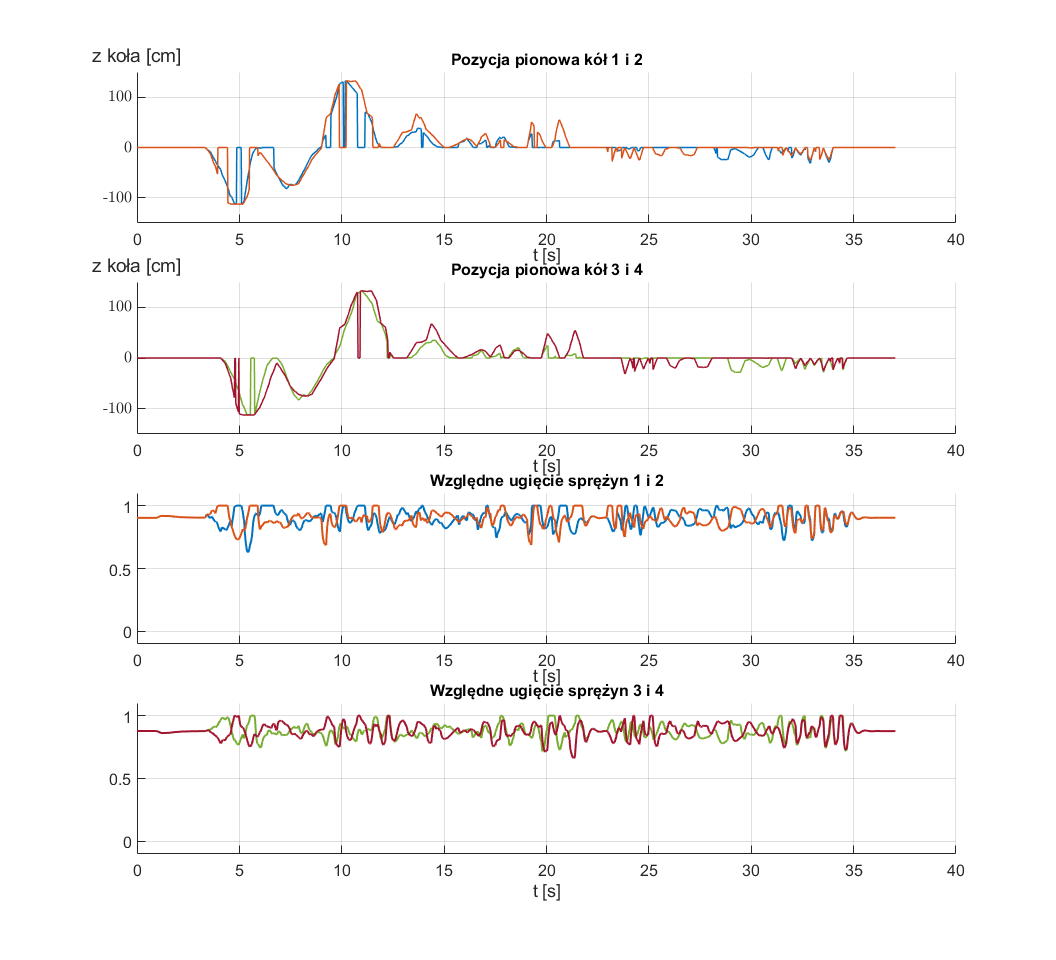 z koła [cm]
Pozycja pionowa kół 1 i 2
100
0
-100
0 5 10 15 20 25 30 35 40
t [s]
z koła [cm]
Pozycja pionowa kół 3 i 4
100
0
-100
0 5 10 15 20 25 30 35 40
t [s]
Względne ugięcie sprężyn 1 i 2
1
0.5
0
0 5 10 15 20 25 30 35 40
t [s]
Względne ugięcie sprężyn 3 i 4
1
0.5
0
0 5 10 15 20 25 30 35 40
t [s]